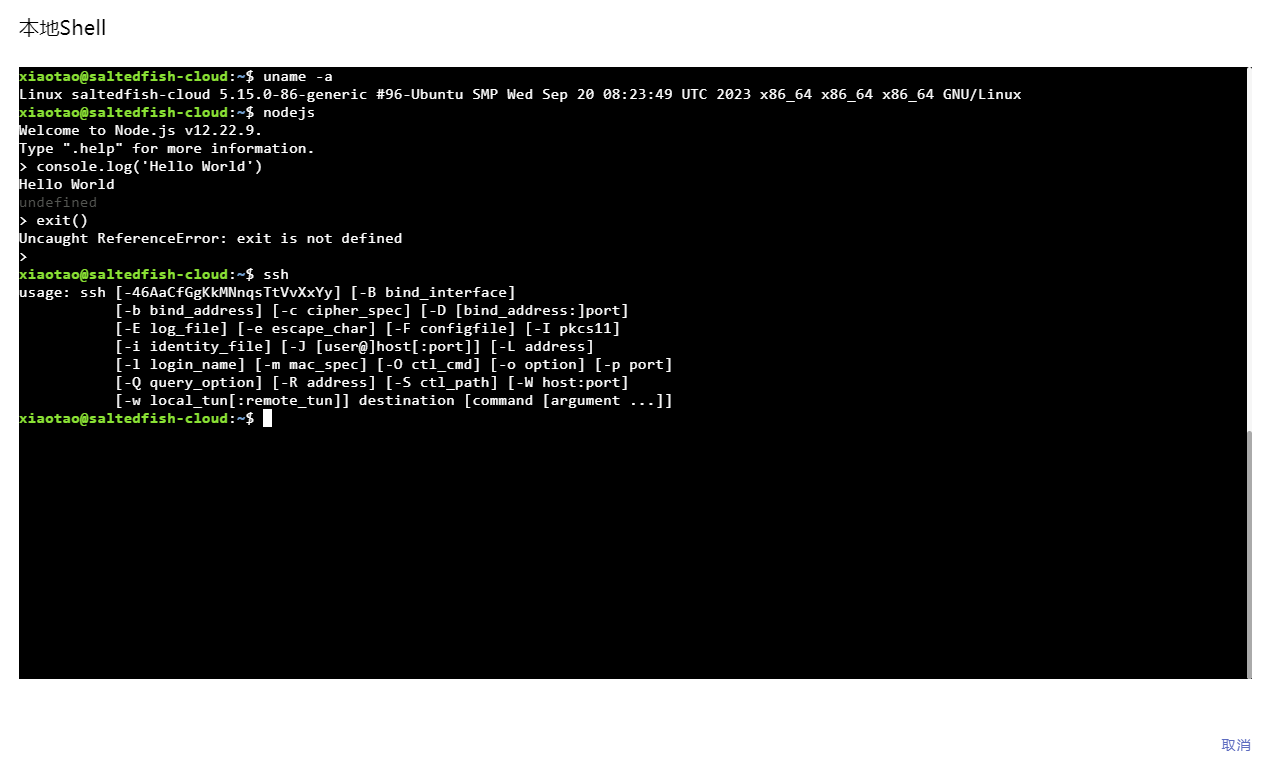 本地Shell
xiaotao@saltedfish-cloud:~$ uname -a
Linux saltedfish-cloud 5.15.0-86-generic #96-Ubuntu SMP Wed Sep 20 08:23:49 UTC 2023 x86_64 x86_64 x86_64 GNU/Linux
xiaotao@saltedfish-cloud:~$ nodejs
Welcome to Node.js v12.22.9.
Type ".help" for more information.
> console.log('Hello World')
Hello World
undefined
> exit()
Uncaught ReferenceError: exit is not defined
>
xiaotao@saltedfish-cloud:~$ ssh
usage: ssh [-46AaCfGgKkMNnqsTtVvXxYy] [-B bind_interface]
           [-b bind_address] [-c cipher_spec] [-D [bind_address:]port]
           [-E log_file] [-e escape_char] [-F configfile] [-I pkcs11]
           [-i identity_file] [-J [user@]host[:port]] [-L address]
           [-l login_name] [-m mac_spec] [-O ctl_cmd] [-o option] [-p port]
           [-Q query_option] [-R address] [-S ctl_path] [-W host:port]
           [-w local_tun[:remote_tun]] destination [command [argument ...]]
xiaotao@saltedfish-cloud:~$
取消